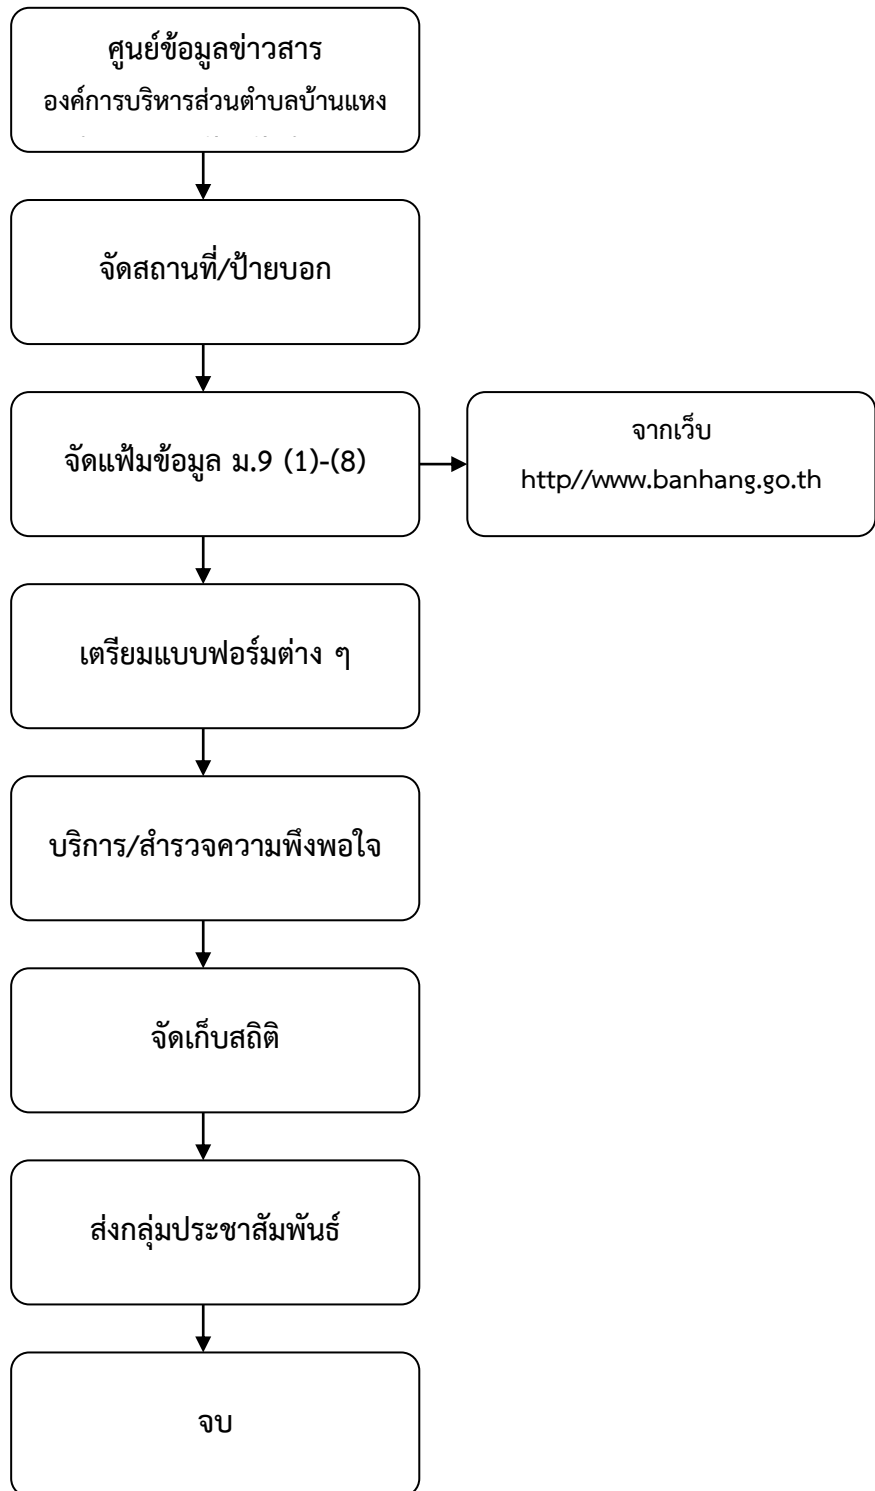 ศูนย์ข้อมูลข่าวสาร
องค์การบริหารส่วนตำบลบ้านแหง
จัดสถานที่/ป้ายบอก
จัดแฟ้มข้อมูล ม.9 (1)-(8)
จากเว็บ
http//www.banhang.go.th
เตรียมแบบฟอร์มต่าง ๆ
บริการ/สำรวจความพึงพอใจ
จัดเก็บสถิติ
ส่งกลุ่มประชาสัมพันธ์
จบ